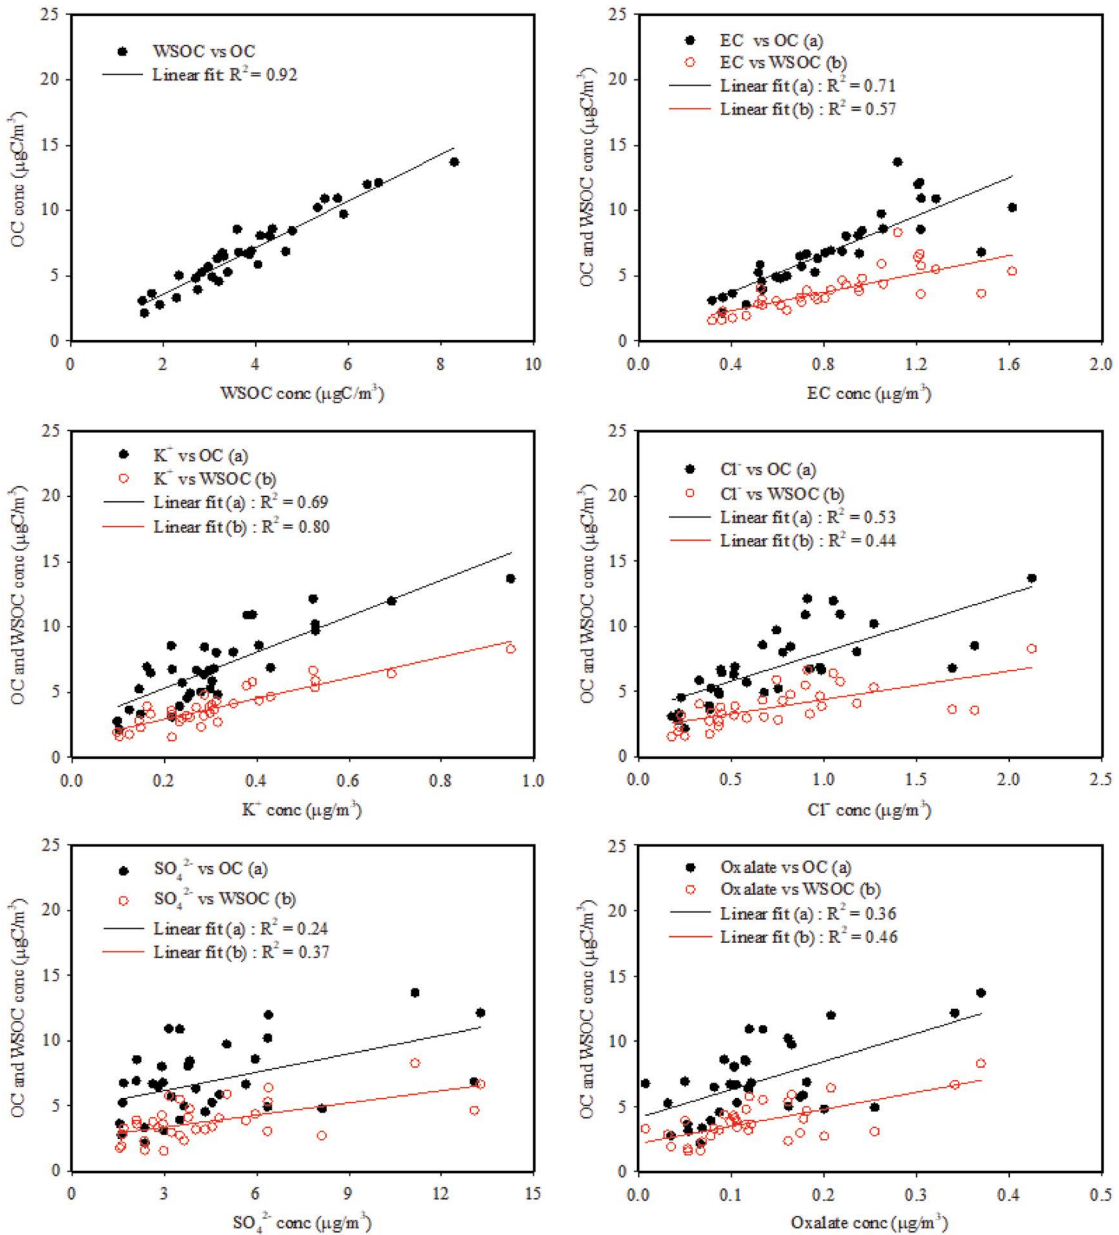 WSOC vs OC
Linear fit: R² = 0.92
25
20
15
10
5
0
OC conc (μgC/m³)
0 2 4 6 8 10
WSOC conc (μgC/m³)
EC vs OC (a)
EC vs WSOC (b)
Linear fit (a) : R² = 0.71
Linear fit (b) : R² = 0.57
25
20
15
10
5
0
OC and WSOC conc (μgC/m³)
0.0 0.4 0.8 1.2 1.6 2.0
EC conc (μg/m³)
K⁺ vs OC (a)
K⁺ vs WSOC (b)
Linear fit (a) : R² = 0.69
Linear fit (b) : R² = 0.80
25
20
15
10
5
0
OC and WSOC conc (μgC/m³)
0.0 0.2 0.4 0.6 0.8 1.0
K⁺ conc (μg/m³)
Cl⁻ vs OC (a)
Cl⁻ vs WSOC (b)
Linear fit (a) : R² = 0.53
Linear fit (b) : R² = 0.44
25
20
15
10
5
0
OC and WSOC conc (μgC/m³)
0.0 0.5 1.0 1.5 2.0 2.5
Cl⁻ conc (μg/m³)
SO₄²⁻ vs OC (a)
SO₄²⁻ vs WSOC (b)
Linear fit (a) : R² = 0.24
Linear fit (b) : R² = 0.37
25
20
15
10
5
0
OC and WSOC conc (μgC/m³)
0 3 6 9 12 15
SO₄²⁻ conc (μg/m³)
Oxalate vs OC (a)
Oxalate vs WSOC (b)
Linear fit (a) : R² = 0.36
Linear fit (b) : R² = 0.46
25
20
15
10
5
0
OC and WSOC conc (μgC/m³)
0.0 0.1 0.2 0.3 0.4 0.5
Oxalate conc (μg/m³)